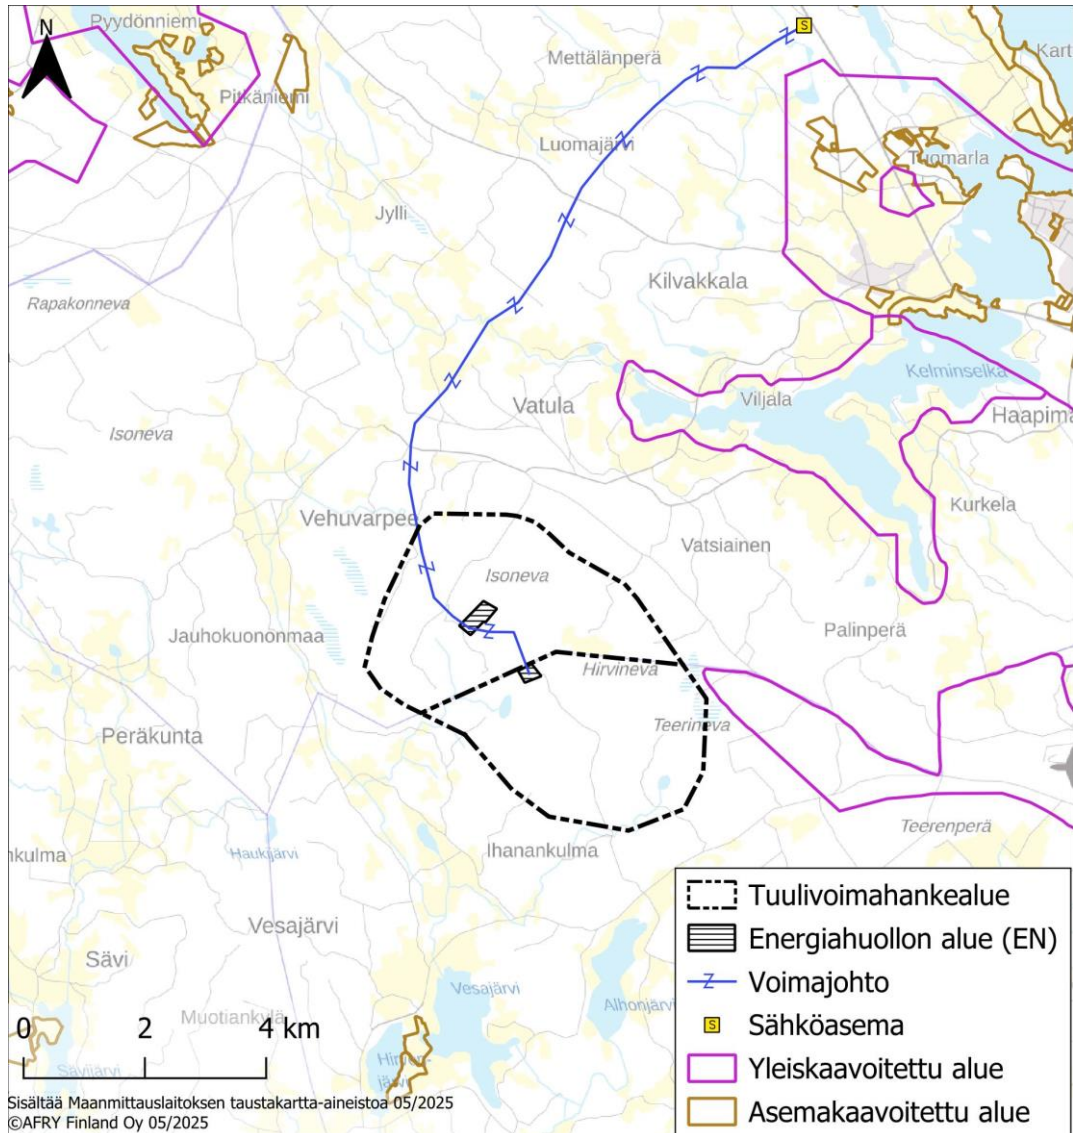 Pyydönniemi
N
Pitkäniemi
Mettälänperä
S
Kart
Luomajärvi
Tuomarla
Jylli
Kilvakkala
Rapakonneva
Kelminselkä
Viljala
Vatula
Haapima
Isoneva
Kurkela
Vehuvarpee
Vatsiainen
Isoneva
Jauhokuononmaa
Palinperä
Hirvineva
Peräkunta
Teerineva
Teerenperä
Ihanankulma
nkulma
Haukijärvi
Vesajärvi
Sävi
Vesajärvi
Alhonjärvi
Muotiankylä
0 2 4 km
Sävijärvi
Tuulivoimahankealue
Energiahuollon alue (EN)
Voimajohto
S Sähköasema
Yleiskaavoitettu alue
Asemakaavoitettu alue
Sisältää Maanmittauslaitoksen taustakartta-aineistoa 05/2025
©AFRY Finland Oy 05/2025